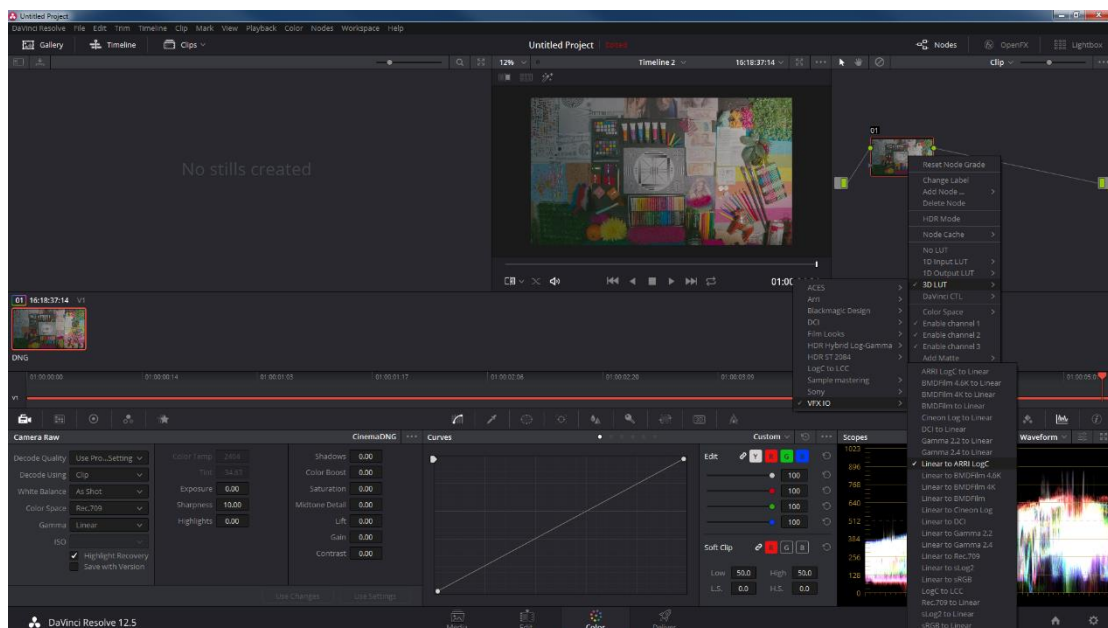 Untitled Project
DaVinci Resolve File Edit Trim Timeline Clip Mark View Playback Color Nodes Workspace Help
Gallery Timeline Clips Untitled Project Edited Nodes OpenFX Lightbox
12% Timeline 2 16:18:37:14 Clip
No stills created
01
Reset Node Grade
Change Label
Add Node ...
Delete Node
HDR Mode
Node Cache
No LUT
1D Input LUT
1D Output LUT
3D LUT
DaVinci CTL
Color Space
Enable channel 1
Enable channel 2
Enable channel 3
Add Matte
01:00
ACES
Arri
Blackmagic Design
DCI
Film Looks
HDR Hybrid Log-Gamma
HDR ST 2084
LogC to LCC
Sample mastering
Sony
VFX IO
ARRI LogC to Linear
BMDFilm 4.6K to Linear
BMDFilm 4K to Linear
BMDFilm to Linear
Cineon Log to Linear
DCI to Linear
Gamma 2.2 to Linear
Gamma 2.4 to Linear
Linear to ARRI LogC
Linear to BMDFilm 4.6K
Linear to BMDFilm 4K
Linear to BMDFilm
Linear to Cineon Log
Linear to DCI
Linear to Gamma 2.2
Linear to Gamma 2.4
Linear to Rec.709
Linear to sLog2
Linear to sRGB
LogC to LCC
Rec.709 to Linear
sLog2 to Linear
sRGB to Linear
01 16:18:37:14 V1
DNG
01:00:00:00 01:00:00:14 01:00:01:03 01:00:01:17 01:00:02:06 01:00:02:20 01:00:03:09
V1
Camera Raw CinemaDNG
Decode Quality Use Pro...Setting
Decode Using Clip
White Balance As Shot
Color Space Rec.709
Gamma Linear
ISO
Highlight Recovery
Save with Version
Color Temp
Tint
Exposure 0.00
Sharpness 10.00
Highlights 0.00
Shadows 0.00
Color Boost 0.00
Saturation 0.00
Midtone Detail 0.00
Lift 0.00
Gain 0.00
Contrast 0.00
Use Changes Use Settings
Curves Custom
Edit Y R G B
100
100
100
100
Soft Clip R G B
Low 50.0 High 50.0
L.S. 0.0 H.S. 0.0
Scopes Waveform
1023
896
768
640
512
384
256
128
0
DaVinci Resolve 12.5 Media Edit Color Deliver